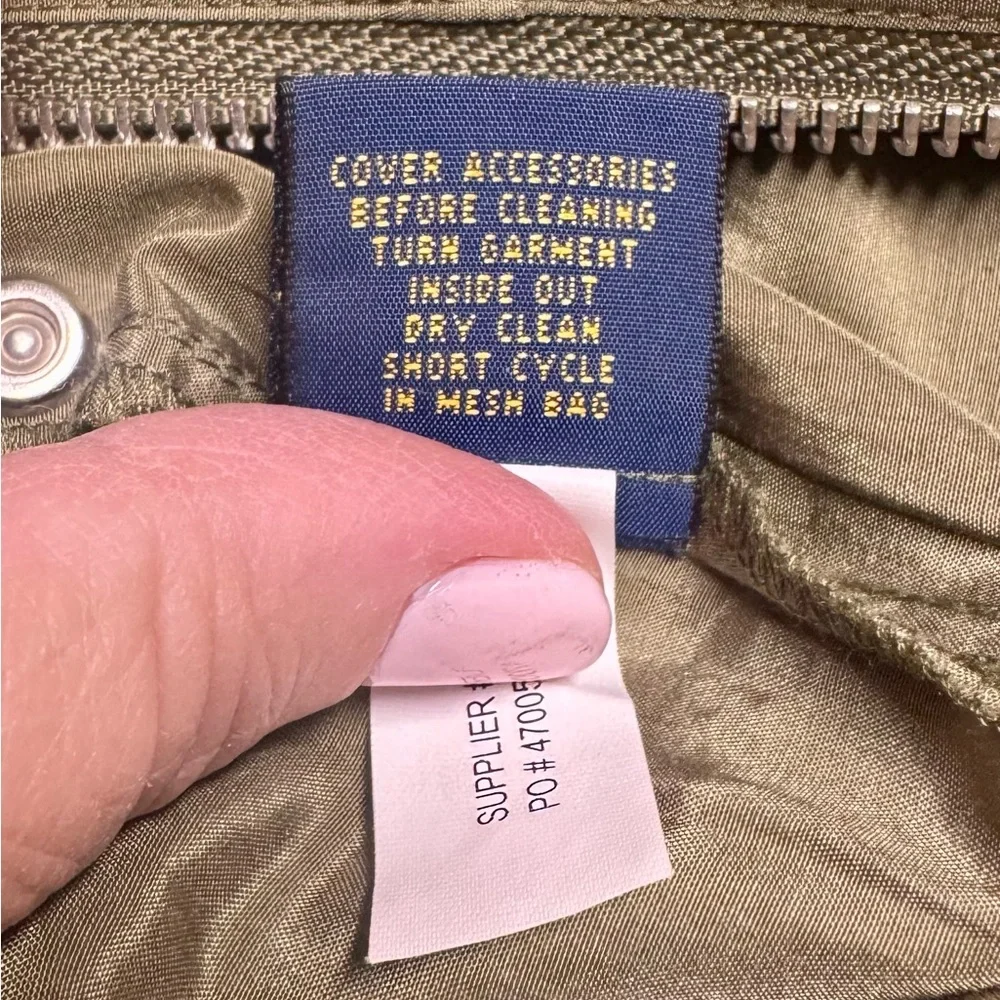 COVER ACCESSORIES
BEFORE CLEANING
TURN GARMENT
INSIDE OUT
DRY CLEAN
SHORT CYCLE
IN MESH BAG
SUPPLIER #
PO# 47005